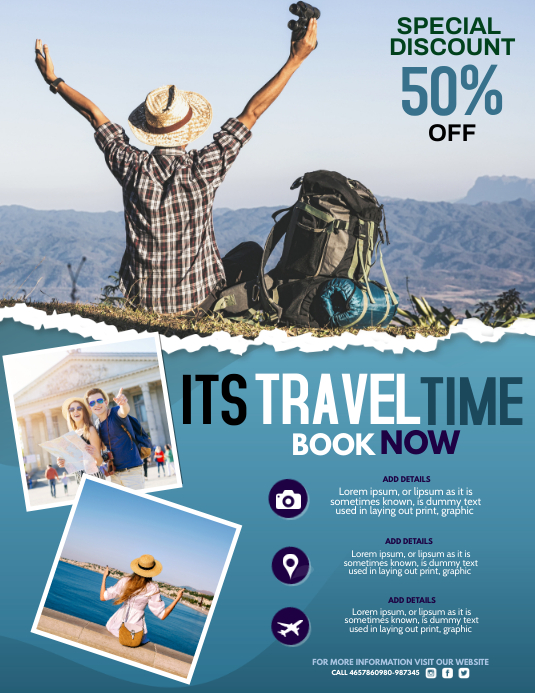 SPECIAL
DISCOUNT
50%
OFF
ITS TRAVEL TIME
BOOK NOW
ADD DETAILS
Lorem ipsum, or lipsum as it is
sometimes known, is dummy text
used in laying out print, graphic
ADD DETAILS
Lorem ipsum, or lipsum as it is
sometimes known, is dummy text
used in laying out print, graphic
ADD DETAILS
Lorem ipsum, or lipsum as it is
sometimes known, is dummy text
used in laying out print, graphic
FOR MORE INFORMATION VISIT OUR WEBSITE
CALL 4657860980-987345